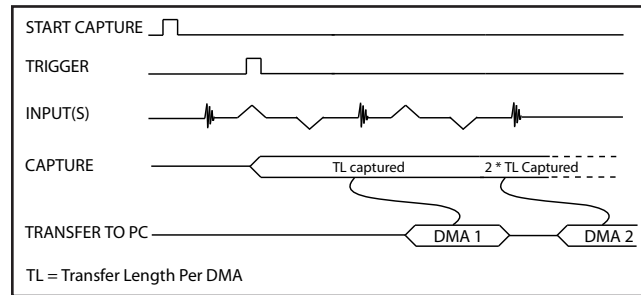 START CAPTURE
TRIGGER
INPUT(S)
CAPTURE
TL captured
2 * TL Captured
TRANSFER TO PC
DMA 1
DMA 2
TL = Transfer Length Per DMA